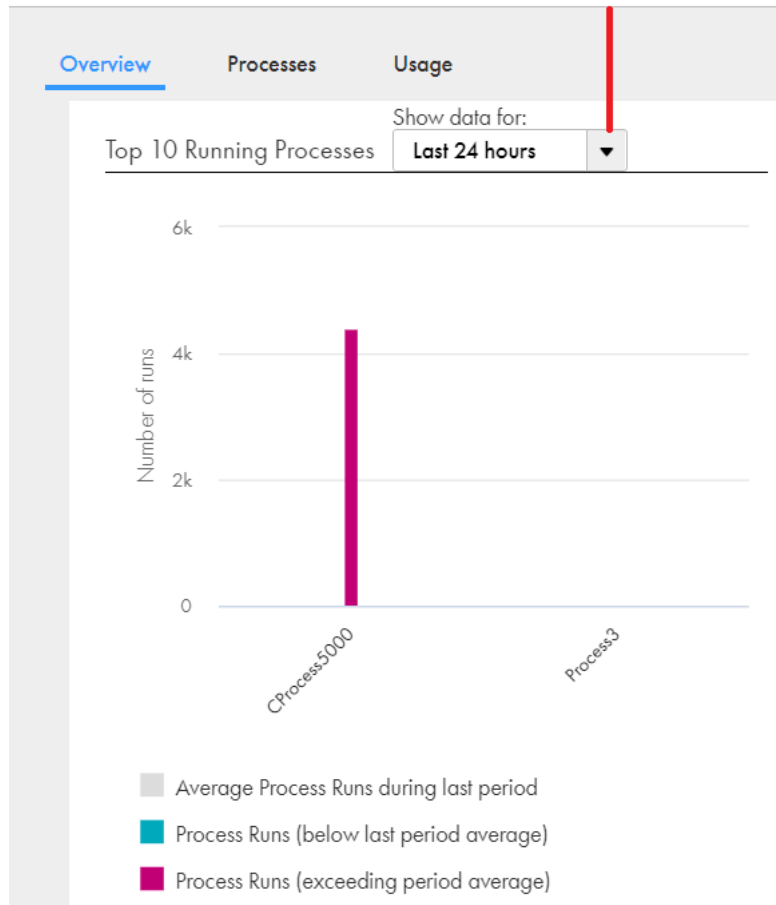 Overview Processes Usage
Show data for:
Top 10 Running Processes Last 24 hours
6k
4k
2k
0
Number of runs
CProcess5000 Process3
Average Process Runs during last period
Process Runs (below last period average)
Process Runs (exceeding period average)